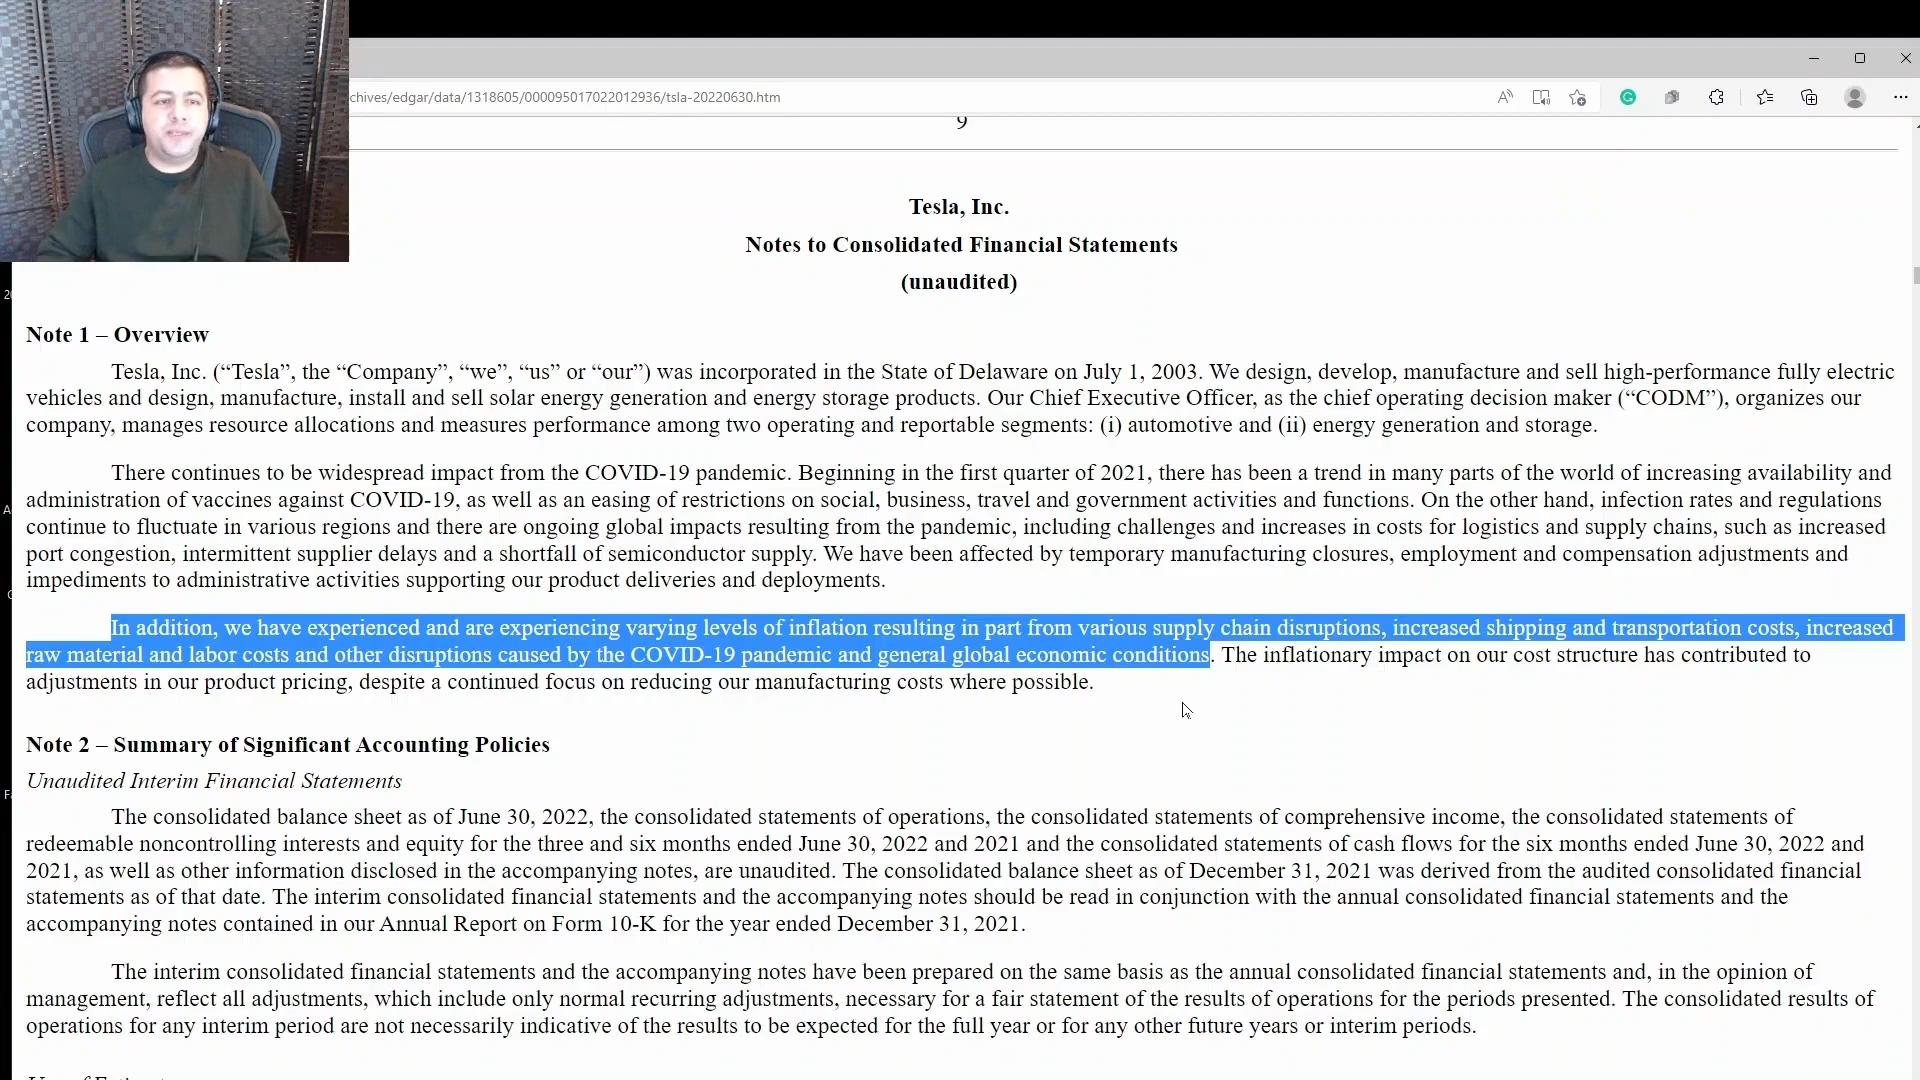 chives/edgar/data/1318605/000095017022012936/tsla-20220630.htm
9
Tesla, Inc.
Notes to Consolidated Financial Statements
(unaudited)
Note 1 – Overview
Tesla, Inc. (“Tesla”, the “Company”, “we”, “us” or “our”) was incorporated in the State of Delaware on July 1, 2003. We design, develop, manufacture and sell high-performance fully electric
vehicles and design, manufacture, install and sell solar energy generation and energy storage products. Our Chief Executive Officer, as the chief operating decision maker (“CODM”), organizes our
company, manages resource allocations and measures performance among two operating and reportable segments: (i) automotive and (ii) energy generation and storage.
There continues to be widespread impact from the COVID-19 pandemic. Beginning in the first quarter of 2021, there has been a trend in many parts of the world of increasing availability and
administration of vaccines against COVID-19, as well as an easing of restrictions on social, business, travel and government activities and functions. On the other hand, infection rates and regulations
continue to fluctuate in various regions and there are ongoing global impacts resulting from the pandemic, including challenges and increases in costs for logistics and supply chains, such as increased
port congestion, intermittent supplier delays and a shortfall of semiconductor supply. We have been affected by temporary manufacturing closures, employment and compensation adjustments and
impediments to administrative activities supporting our product deliveries and deployments.
In addition, we have experienced and are experiencing varying levels of inflation resulting in part from various supply chain disruptions, increased shipping and transportation costs, increased
raw material and labor costs and other disruptions caused by the COVID-19 pandemic and general global economic conditions. The inflationary impact on our cost structure has contributed to
adjustments in our product pricing, despite a continued focus on reducing our manufacturing costs where possible.
Note 2 – Summary of Significant Accounting Policies
Unaudited Interim Financial Statements
The consolidated balance sheet as of June 30, 2022, the consolidated statements of operations, the consolidated statements of comprehensive income, the consolidated statements of
redeemable noncontrolling interests and equity for the three and six months ended June 30, 2022 and 2021 and the consolidated statements of cash flows for the six months ended June 30, 2022 and
2021, as well as other information disclosed in the accompanying notes, are unaudited. The consolidated balance sheet as of December 31, 2021 was derived from the audited consolidated financial
statements as of that date. The interim consolidated financial statements and the accompanying notes should be read in conjunction with the annual consolidated financial statements and the
accompanying notes contained in our Annual Report on Form 10-K for the year ended December 31, 2021.
The interim consolidated financial statements and the accompanying notes have been prepared on the same basis as the annual consolidated financial statements and, in the opinion of
management, reflect all adjustments, which include only normal recurring adjustments, necessary for a fair statement of the results of operations for the periods presented. The consolidated results of
operations for any interim period are not necessarily indicative of the results to be expected for the full year or for any other future years or interim periods.